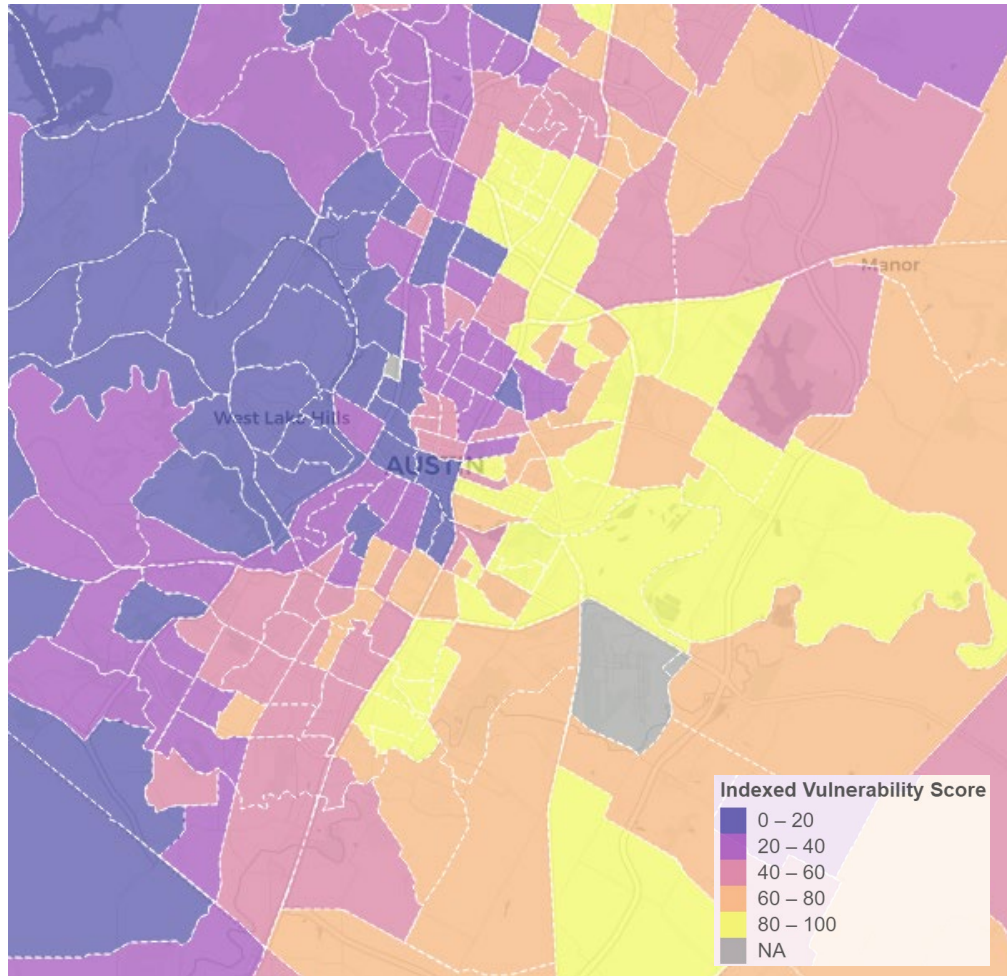 Manor
West Lake Hills
AUSTIN
Indexed Vulnerability Score
0 – 20
20 – 40
40 – 60
60 – 80
80 – 100
NA